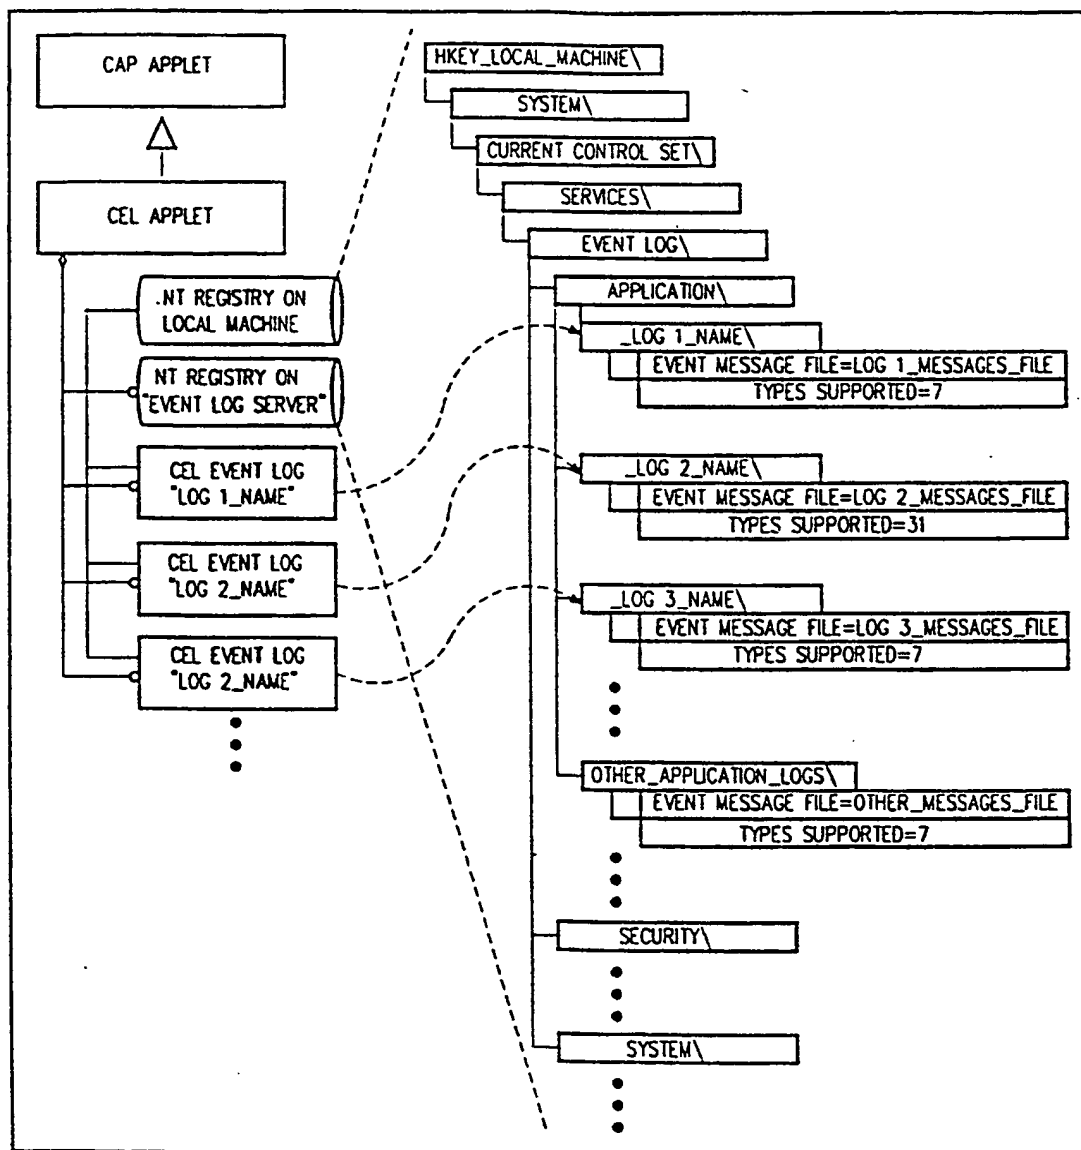 CAP APPLET
CEL APPLET
.NT REGISTRY ON
LOCAL MACHINE
NT REGISTRY ON
"EVENT LOG SERVER"
CEL EVENT LOG
"LOG 1_NAME"
CEL EVENT LOG
"LOG 2_NAME"
CEL EVENT LOG
"LOG 2_NAME"
HKEY_LOCAL_MACHINE\
SYSTEM\
CURRENT CONTROL SET\
SERVICES\
EVENT LOG\
APPLICATION\
_LOG 1_NAME\
EVENT MESSAGE FILE=LOG 1_MESSAGES_FILE
TYPES SUPPORTED=7
_LOG 2_NAME\
EVENT MESSAGE FILE=LOG 2_MESSAGES_FILE
TYPES SUPPORTED=31
_LOG 3_NAME\
EVENT MESSAGE FILE=LOG 3_MESSAGES_FILE
TYPES SUPPORTED=7
OTHER_APPLICATION_LOGS\
EVENT MESSAGE FILE=OTHER_MESSAGES_FILE
TYPES SUPPORTED=7
SECURITY\
SYSTEM\